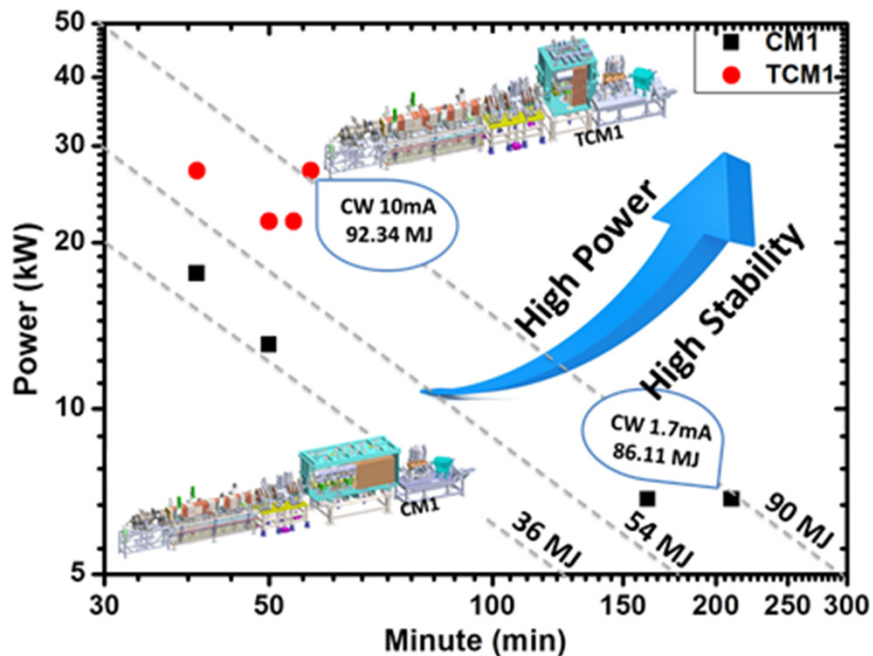 50
40
30
20
10
5
Power (kW)
CM1
TCM1
TCM1
CW 10mA
92.34 MJ
High Power
High Stability
CW 1.7mA
86.11 MJ
CM1
36 MJ
54 MJ
90 MJ
30
50
100
150
200
300
Minute (min)